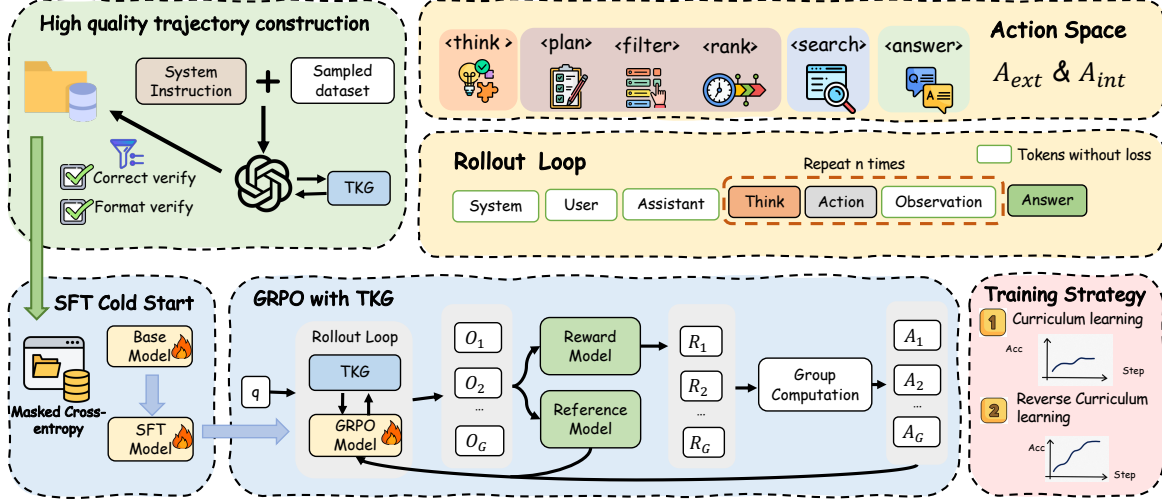 High quality trajectory construction
System
Instruction
Sampled
dataset
Correct verify
Format verify
TKG
<think >
<plan>
<filter>
<rank>
<search>
<answer>
Q
A
Action Space
A_ext & A_int
Rollout Loop
Repeat n times
Tokens without loss
System
User
Assistant
Think
Action
Observation
Answer
SFT Cold Start
Base
Model
Masked Cross-
entropy
SFT
Model
GRPO with TKG
Rollout Loop
q
TKG
GRPO
Model
O_1
O_2
...
O_G
Reward
Model
Reference
Model
R_1
R_2
...
R_G
Group
Computation
A_1
A_2
...
A_G
Training Strategy
1
Curriculum learning
Acc
Step
2
Reverse Curriculum
learning
Acc
Step